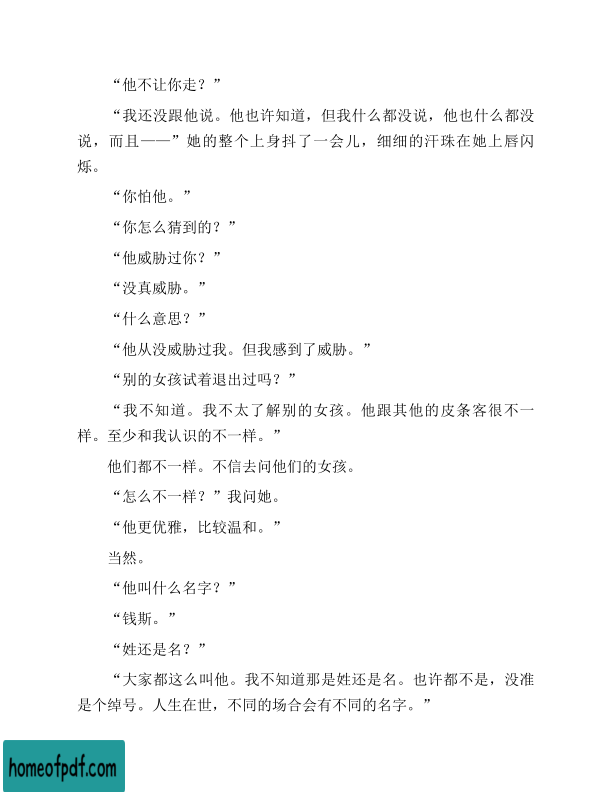 “他不让你走？”
“我还没跟他说。他也许知道，但我什么都没说，他也什么都没
说，而且——”她的整个上身抖了一会儿，细细的汗珠在她上唇闪
烁。
“你怕他。”
“你怎么猜到的？”
“他威胁过你？”
“没真威胁。”
“什么意思？”
“他从没威胁过我。但我感到了威胁。”
“别的女孩试着退出过吗？”
“我不知道。我不太了解别的女孩。他跟其他的皮条客很不一
样。至少和我认识的不一样。”
他们都不一样。不信去问他们的女孩。
“怎么不一样？”我问她。
“他更优雅，比较温和。”
当然。
“他叫什么名字？”
“钱斯。”
“姓还是名？”
“大家都这么叫他。我不知道那是姓还是名。也许都不是，没准
是个绰号。人生在世，不同的场合会有不同的名字。”
homeofpdf.com